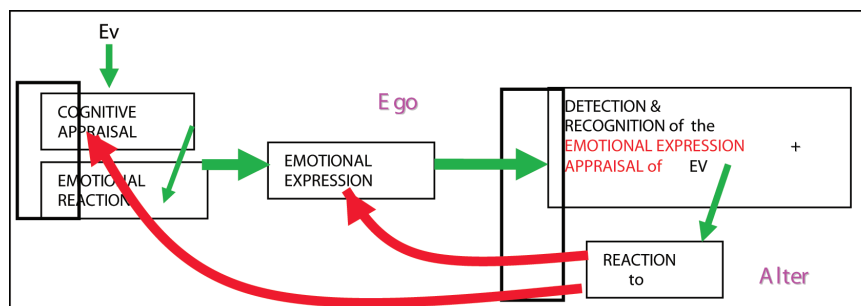 Ev
COGNITIVE
APPRAISAL
EMOTIONAL
REACTION
Ego
EMOTIONAL
EXPRESSION
DETECTION &
RECOGNITION of the
EMOTIONAL EXPRESSION +
APPRAISAL of EV
REACTION
to
Alter